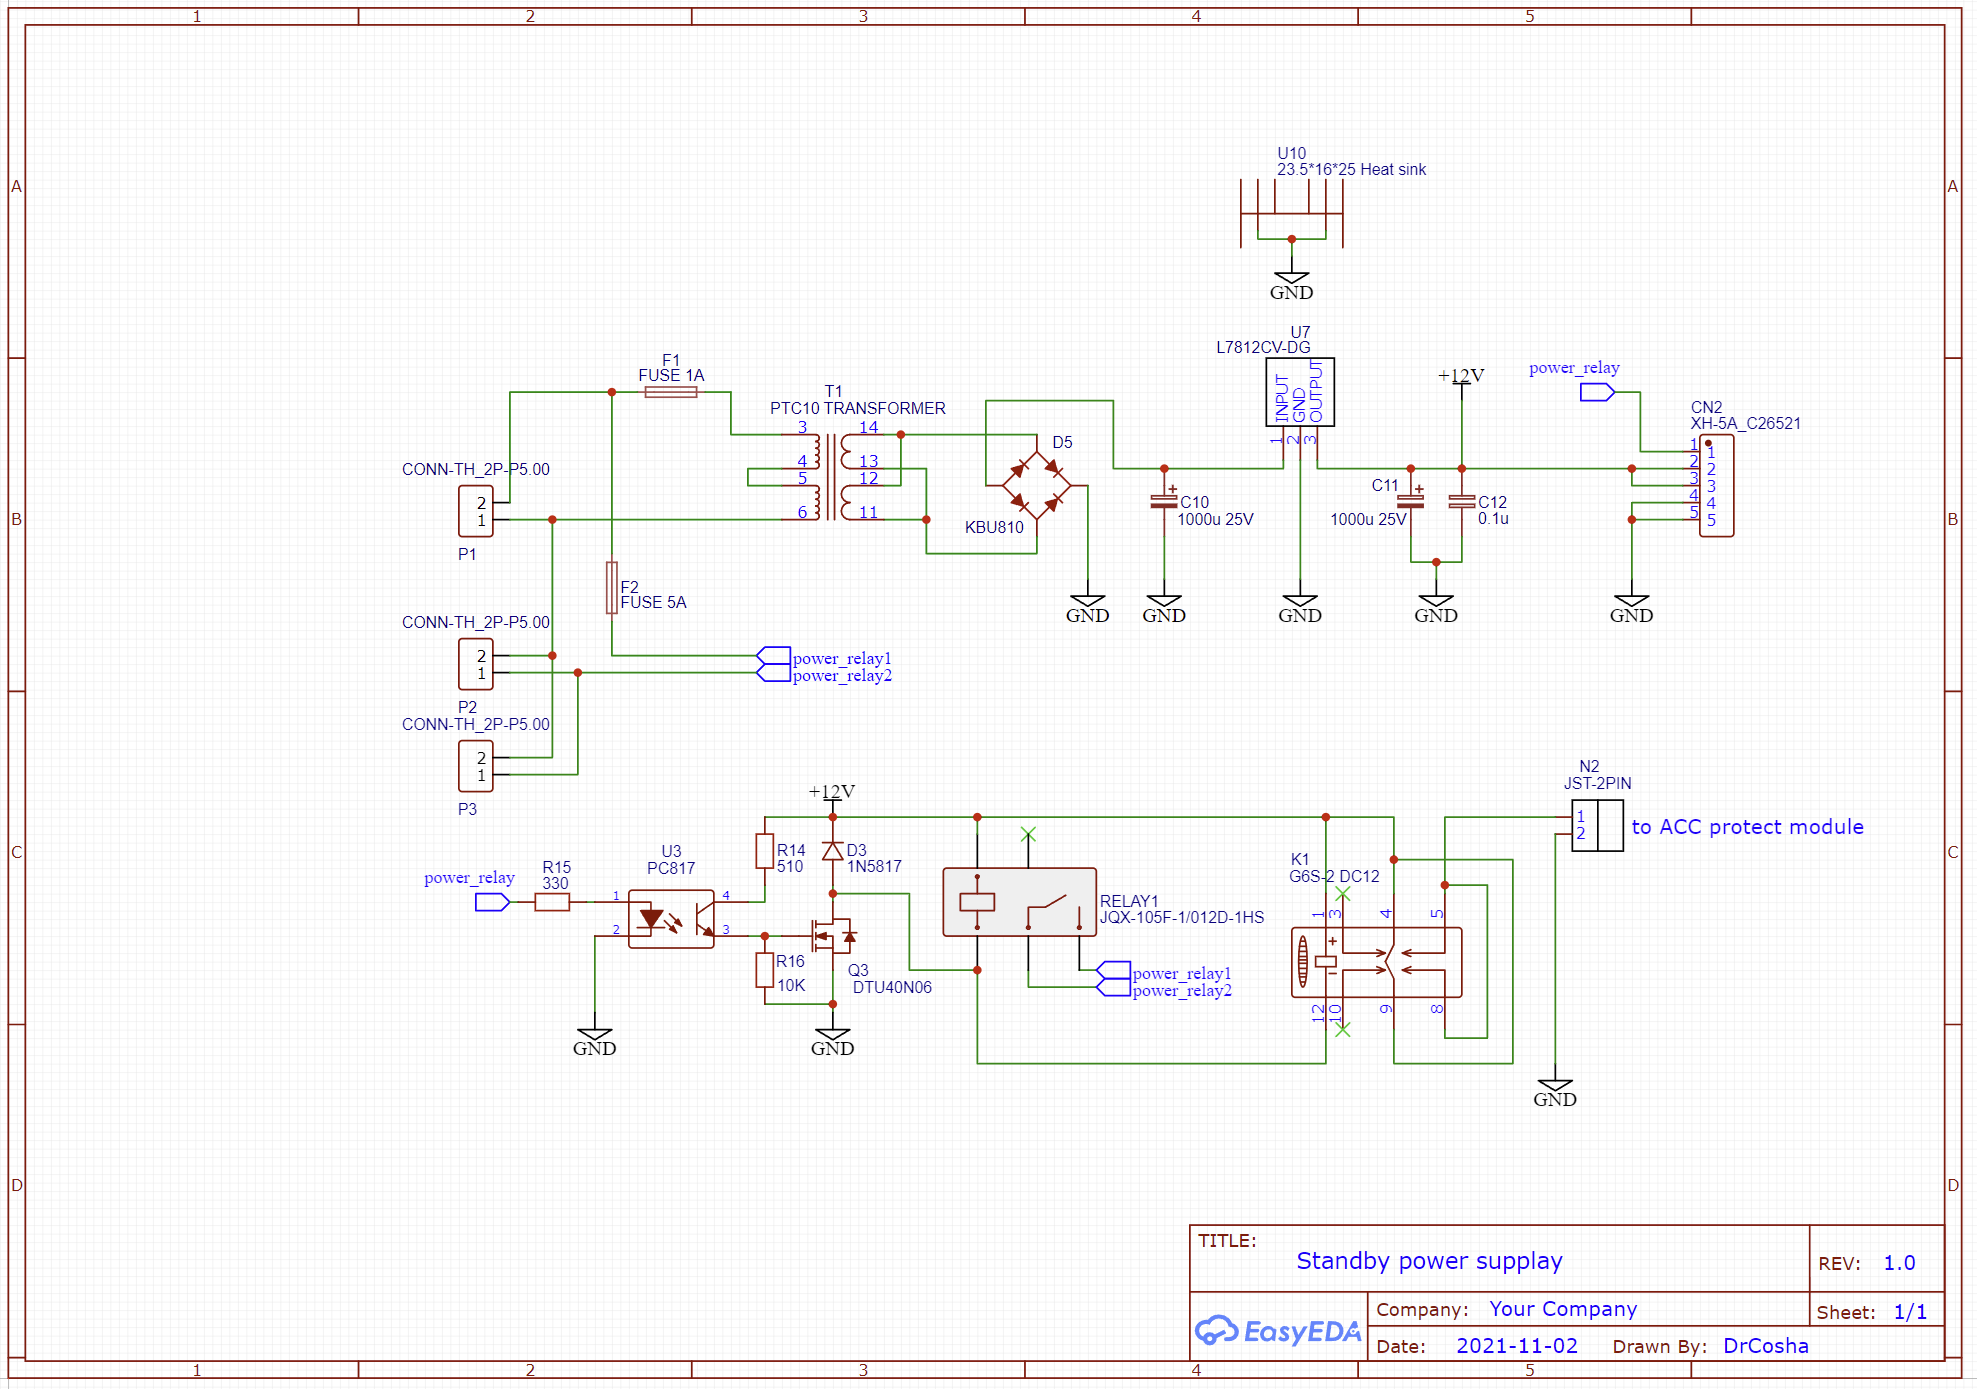 1 2 3 4 5
A A
B B
C C
D D
U10
23.5*16*25 Heat sink
GND
U7
L7812CV-DG
INPUT
GND
OUTPUT
1 2 3
F1
FUSE 1A
T1
PTC10 TRANSFORMER
3 14
4 13
5 12
6 11
D5
KBU810
GND
C10
1000u 25V
GND
GND
+12V
C11
1000u 25V
C12
0.1u
GND
power_relay
CN2
XH-5A_C26521
1 1
2 2
3 3
4 4
5 5
GND
CONN-TH_2P-P5.00
2
1
P1
F2
FUSE 5A
CONN-TH_2P-P5.00
2
1
P2
power_relay1
power_relay2
CONN-TH_2P-P5.00
2
1
P3
+12V
power_relay
R15
330
U3
PC817
1 4
2 3
R14
510
D3
1N5817
R16
10K
Q3
DTU40N06
GND
GND
RELAY1
JQX-105F-1/012D-1HS
power_relay1
power_relay2
K1
G6S-2 DC12
1 3 4 5
12 10 9 8
N2
JST-2PIN
1
2
to ACC protect module
GND
TITLE:
Standby power supplay
REV: 1.0
EasyEDA
Company: Your Company
Sheet: 1/1
Date: 2021-11-02 Drawn By: DrCosha
1 2 3 4 5